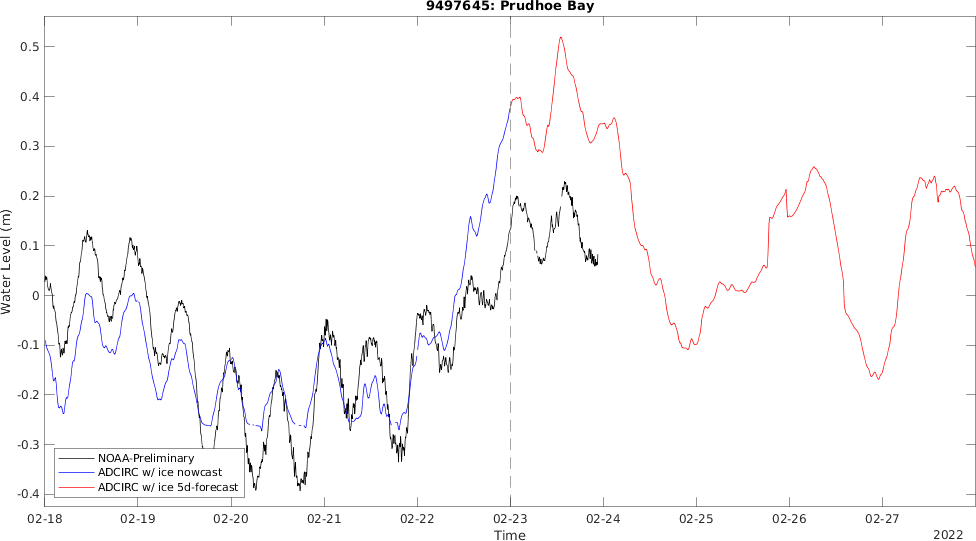 9497645: Prudhoe Bay
Water Level (m)
0.5
0.4
0.3
0.2
0.1
0
-0.1
-0.2
-0.3
-0.4
NOAA-Preliminary
ADCIRC w/ ice nowcast
ADCIRC w/ ice 5d-forecast
02-18 02-19 02-20 02-21 02-22 02-23 02-24 02-25 02-26 02-27
Time
2022